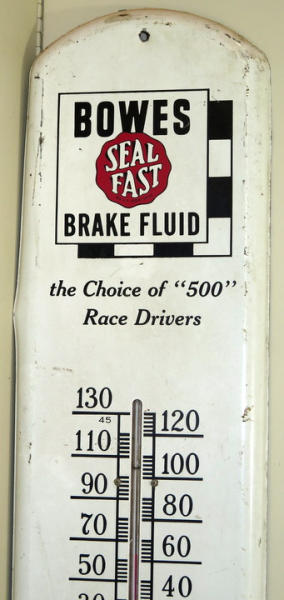 BOWES
SEAL
FAST
BRAKE FLUID
the Choice of "500"
Race Drivers
130
45
120
110
100
90
80
70
60
50
40
30